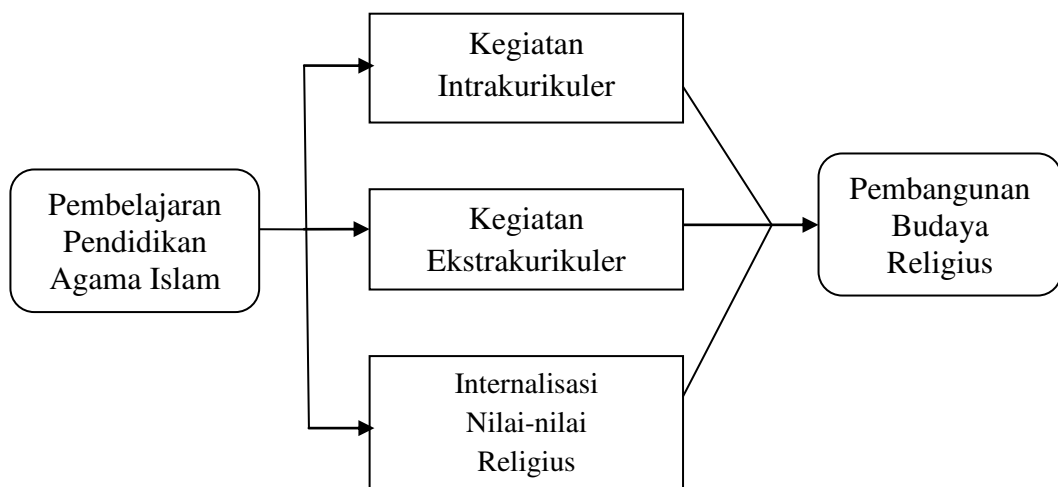 Pembelajaran
Pendidikan
Agama Islam
Kegiatan
Intrakurikuler
Kegiatan
Ekstrakurikuler
Internalisasi
Nilai-nilai
Religius
Pembangunan
Budaya
Religius